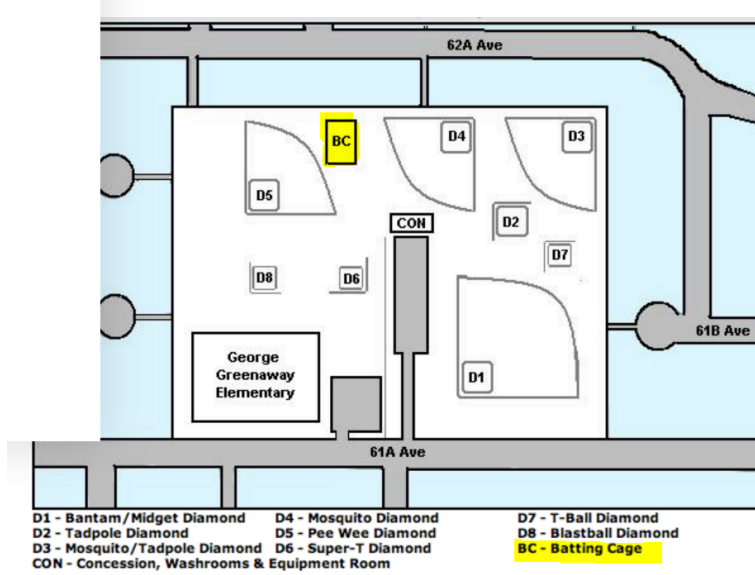 62A Ave
BC
D4
D3
D5
D2
CON
D7
D8
D6
61B Ave
George
Greenaway
Elementary
D1
61A Ave
D1 - Bantam/Midget Diamond
D2 - Tadpole Diamond
D3 - Mosquito/Tadpole Diamond
CON - Concession, Washrooms & Equipment Room
D4 - Mosquito Diamond
D5 - Pee Wee Diamond
D6 - Super-T Diamond
D7 - T-Ball Diamond
D8 - Blastball Diamond
BC - Batting Cage